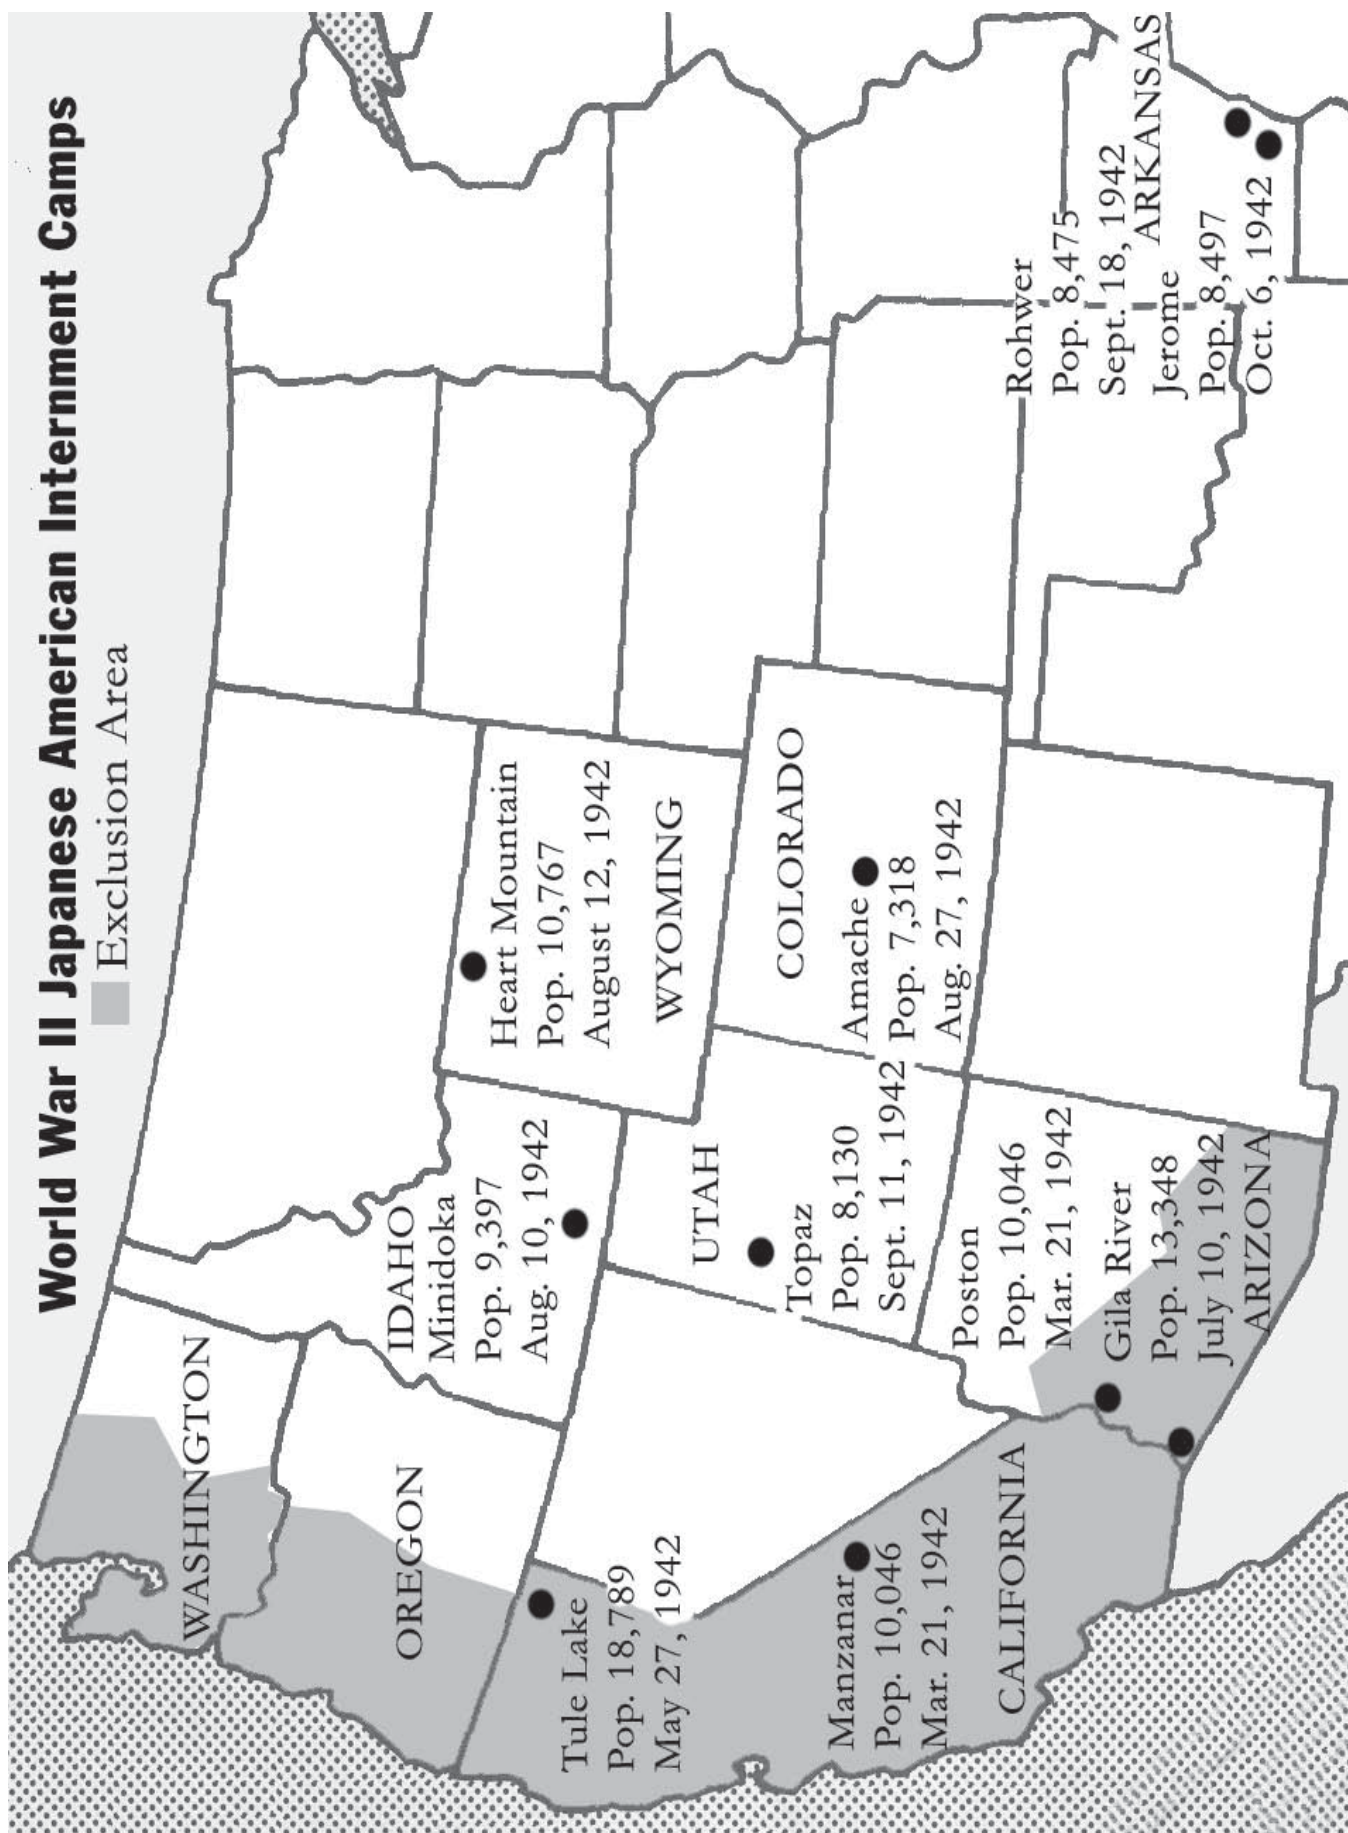 World War II Japanese American Internment Camps
Exclusion Area
WASHINGTON
OREGON
IDAHO
Minidoka
Pop. 9,397
Aug. 10, 1942
Heart Mountain
Pop. 10,767
August 12, 1942
WYOMING
Tule Lake
Pop. 18,789
May 27, 1942
UTAH
Topaz
Pop. 8,130
Sept. 11, 1942
COLORADO
Amache
Pop. 7,318
Aug. 27, 1942
Manzanar
Pop. 10,046
Mar. 21, 1942
CALIFORNIA
Poston
Pop. 10,046
Mar. 21, 1942
Gila River
Pop. 13,348
July 10, 1942
ARIZONA
Rohwer
Pop. 8,475
Sept. 18, 1942
ARKANSAS
Jerome
Pop. 8,497
Oct. 6, 1942